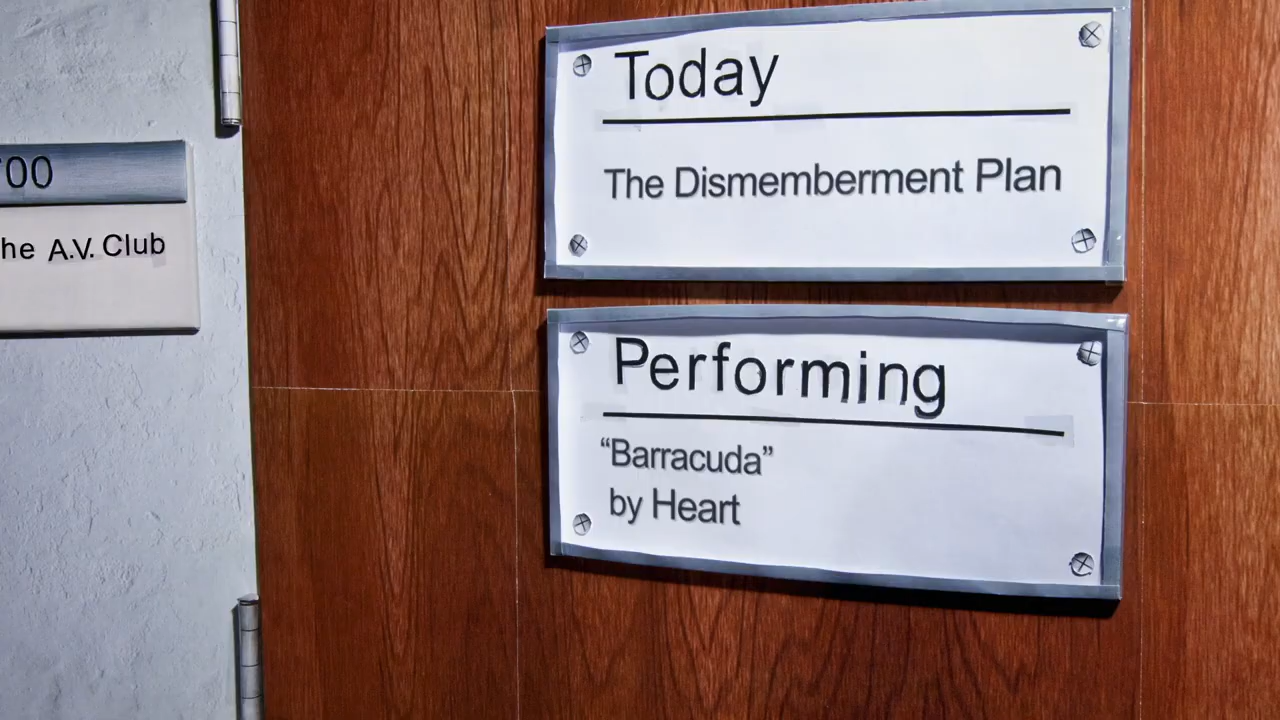 00
he A.V. Club
Today
The Dismemberment Plan
Performing
“Barracuda”
by Heart